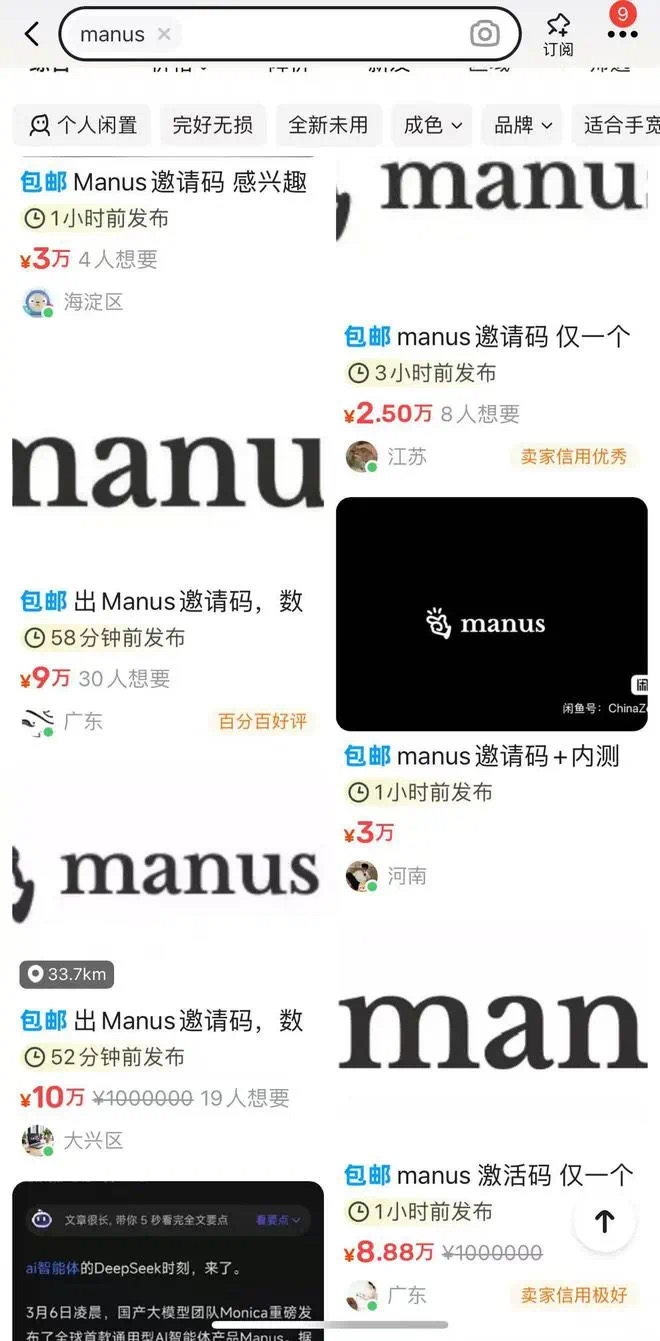 manus
订阅
9
个人闲置
完好无损
全新未用
成色
品牌
适合手宽
包邮 Manus邀请码 感兴趣
1小时前发布
¥3万 4人想要
海淀区
manus
包邮 manus邀请码 仅一个
3小时前发布
¥2.50万 8人想要
江苏
卖家信用优秀
manu
包邮 出Manus邀请码，数
58分钟前发布
¥9万 30人想要
广东
百分百好评
manus
闲鱼号：ChinaZ
包邮 manus邀请码+内测
1小时前发布
¥3万
河南
manus
33.7km
包邮 出Manus邀请码，数
52分钟前发布
¥10万 ¥1000000 19人想要
大兴区
man
包邮 manus 激活码 仅一个
1小时前发布
¥8.88万 ¥1000000
广东
卖家信用极好
文章很长，带你 5 秒看完全文要点
看要点
ai智能体的DeepSeek时刻，来了。
3月6日凌晨，国产大模型团队Monica重磅发
布了全球首款通用型AI智能体产品Manus，据